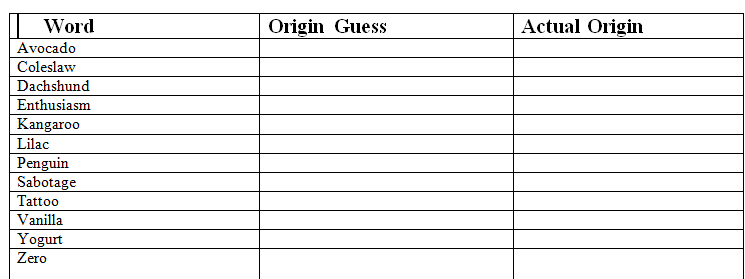 Word Origin Guess Actual Origin
Avocado
Coleslaw
Dachshund
Enthusiasm
Kangaroo
Lilac
Penguin
Sabotage
Tattoo
Vanilla
Yogurt
Zero